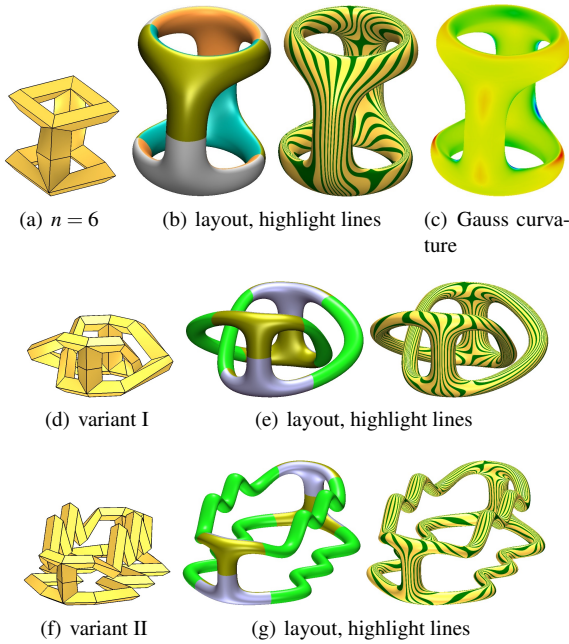 (a) n = 6
(b) layout, highlight lines
(c) Gauss curva-
ture
(d) variant I
(e) layout, highlight lines
(f) variant II
(g) layout, highlight lines